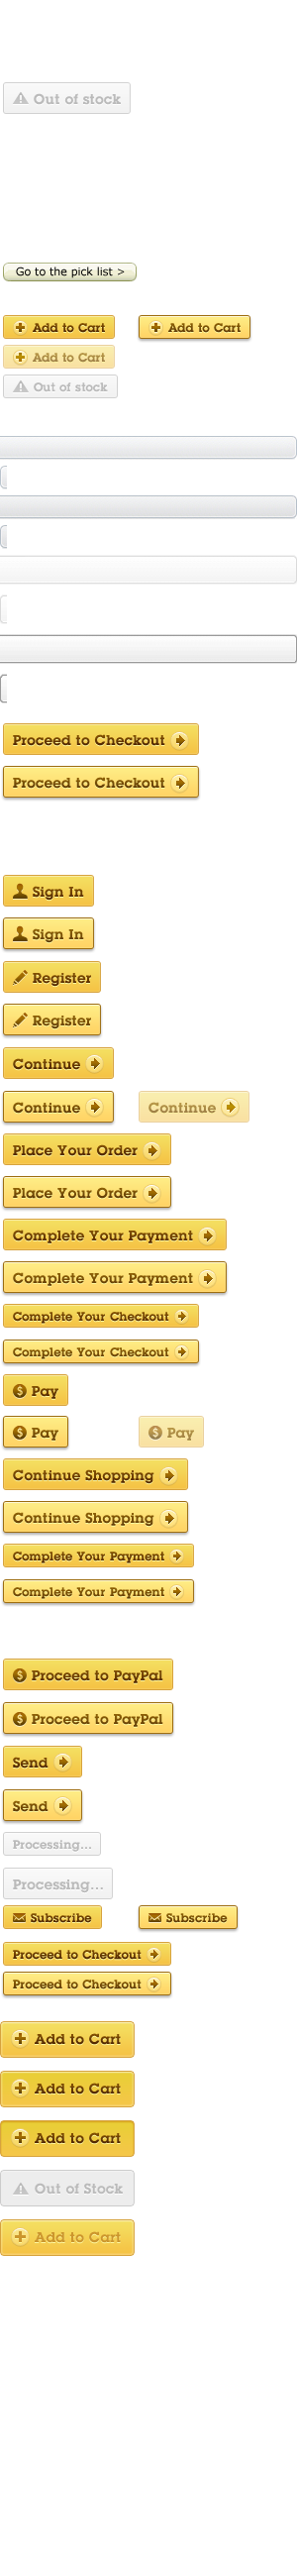 Out of stock
Go to the pick list >
Add to Cart Add to Cart
Add to Cart
Out of stock
Proceed to Checkout
Proceed to Checkout
Sign In
Sign In
Register
Register
Continue
Continue Continue
Place Your Order
Place Your Order
Complete Your Payment
Complete Your Payment
Complete Your Checkout
Complete Your Checkout
Pay
Pay Pay
Continue Shopping
Continue Shopping
Complete Your Payment
Complete Your Payment
Proceed to PayPal
Proceed to PayPal
Send
Send
Processing...
Processing...
Subscribe Subscribe
Proceed to Checkout
Proceed to Checkout
Add to Cart
Add to Cart
Add to Cart
Out of Stock
Add to Cart